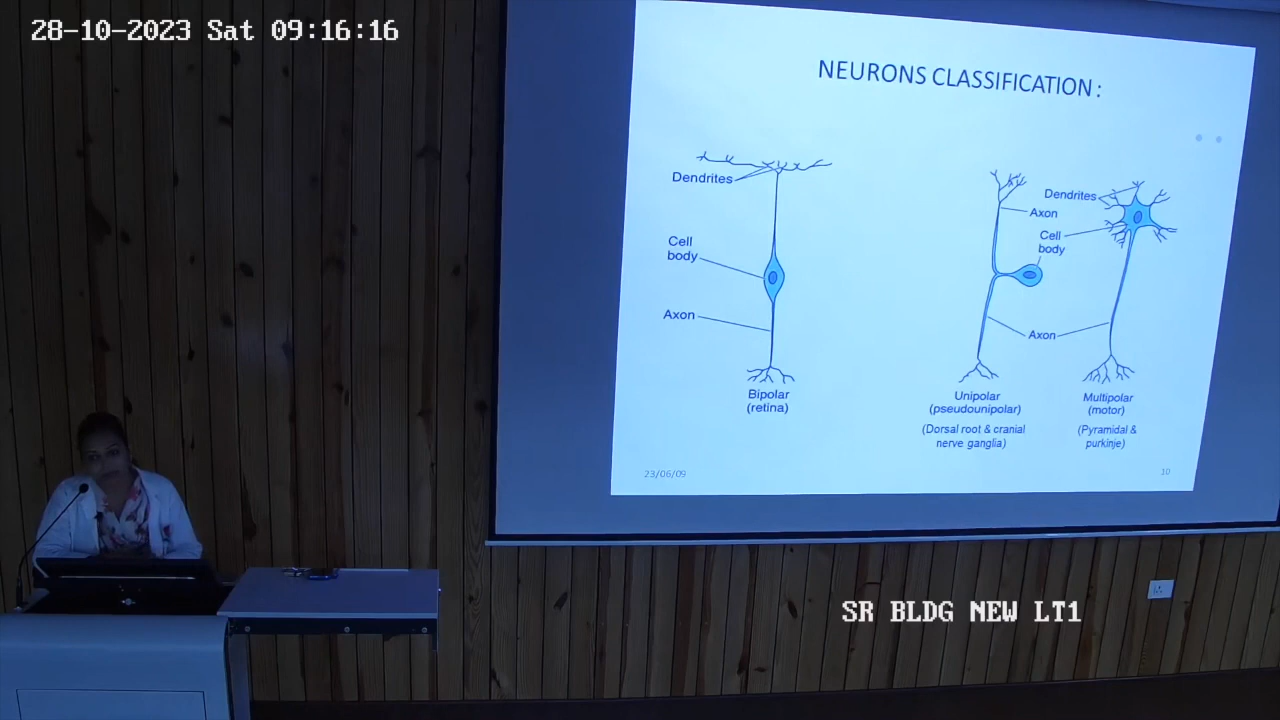 28-10-2023 Sat 09:16:16
NEURONS CLASSIFICATION :
Dendrites
Cell
body
Axon
Bipolar
(retina)
Axon
Dendrites
Cell
body
Axon
Unipolar
(pseudounipolar)
(Dorsal root & cranial
nerve ganglia)
Multipolar
(motor)
(Pyramidal &
purkinje)
23/06/09
10
SR BLDG NEW LT1